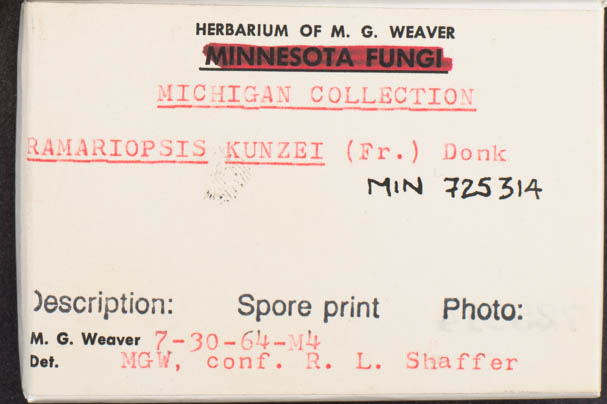 HERBARIUM OF M. G. WEAVER
MINNESOTA FUNGI
MICHIGAN COLLECTION
RAMARIOPSIS KUNZEI (Fr.) Donk
MIN 725314
Description: Spore print Photo:
M. G. Weaver 7-30-64-M4
Det. MGW, conf. R. L. Shaffer